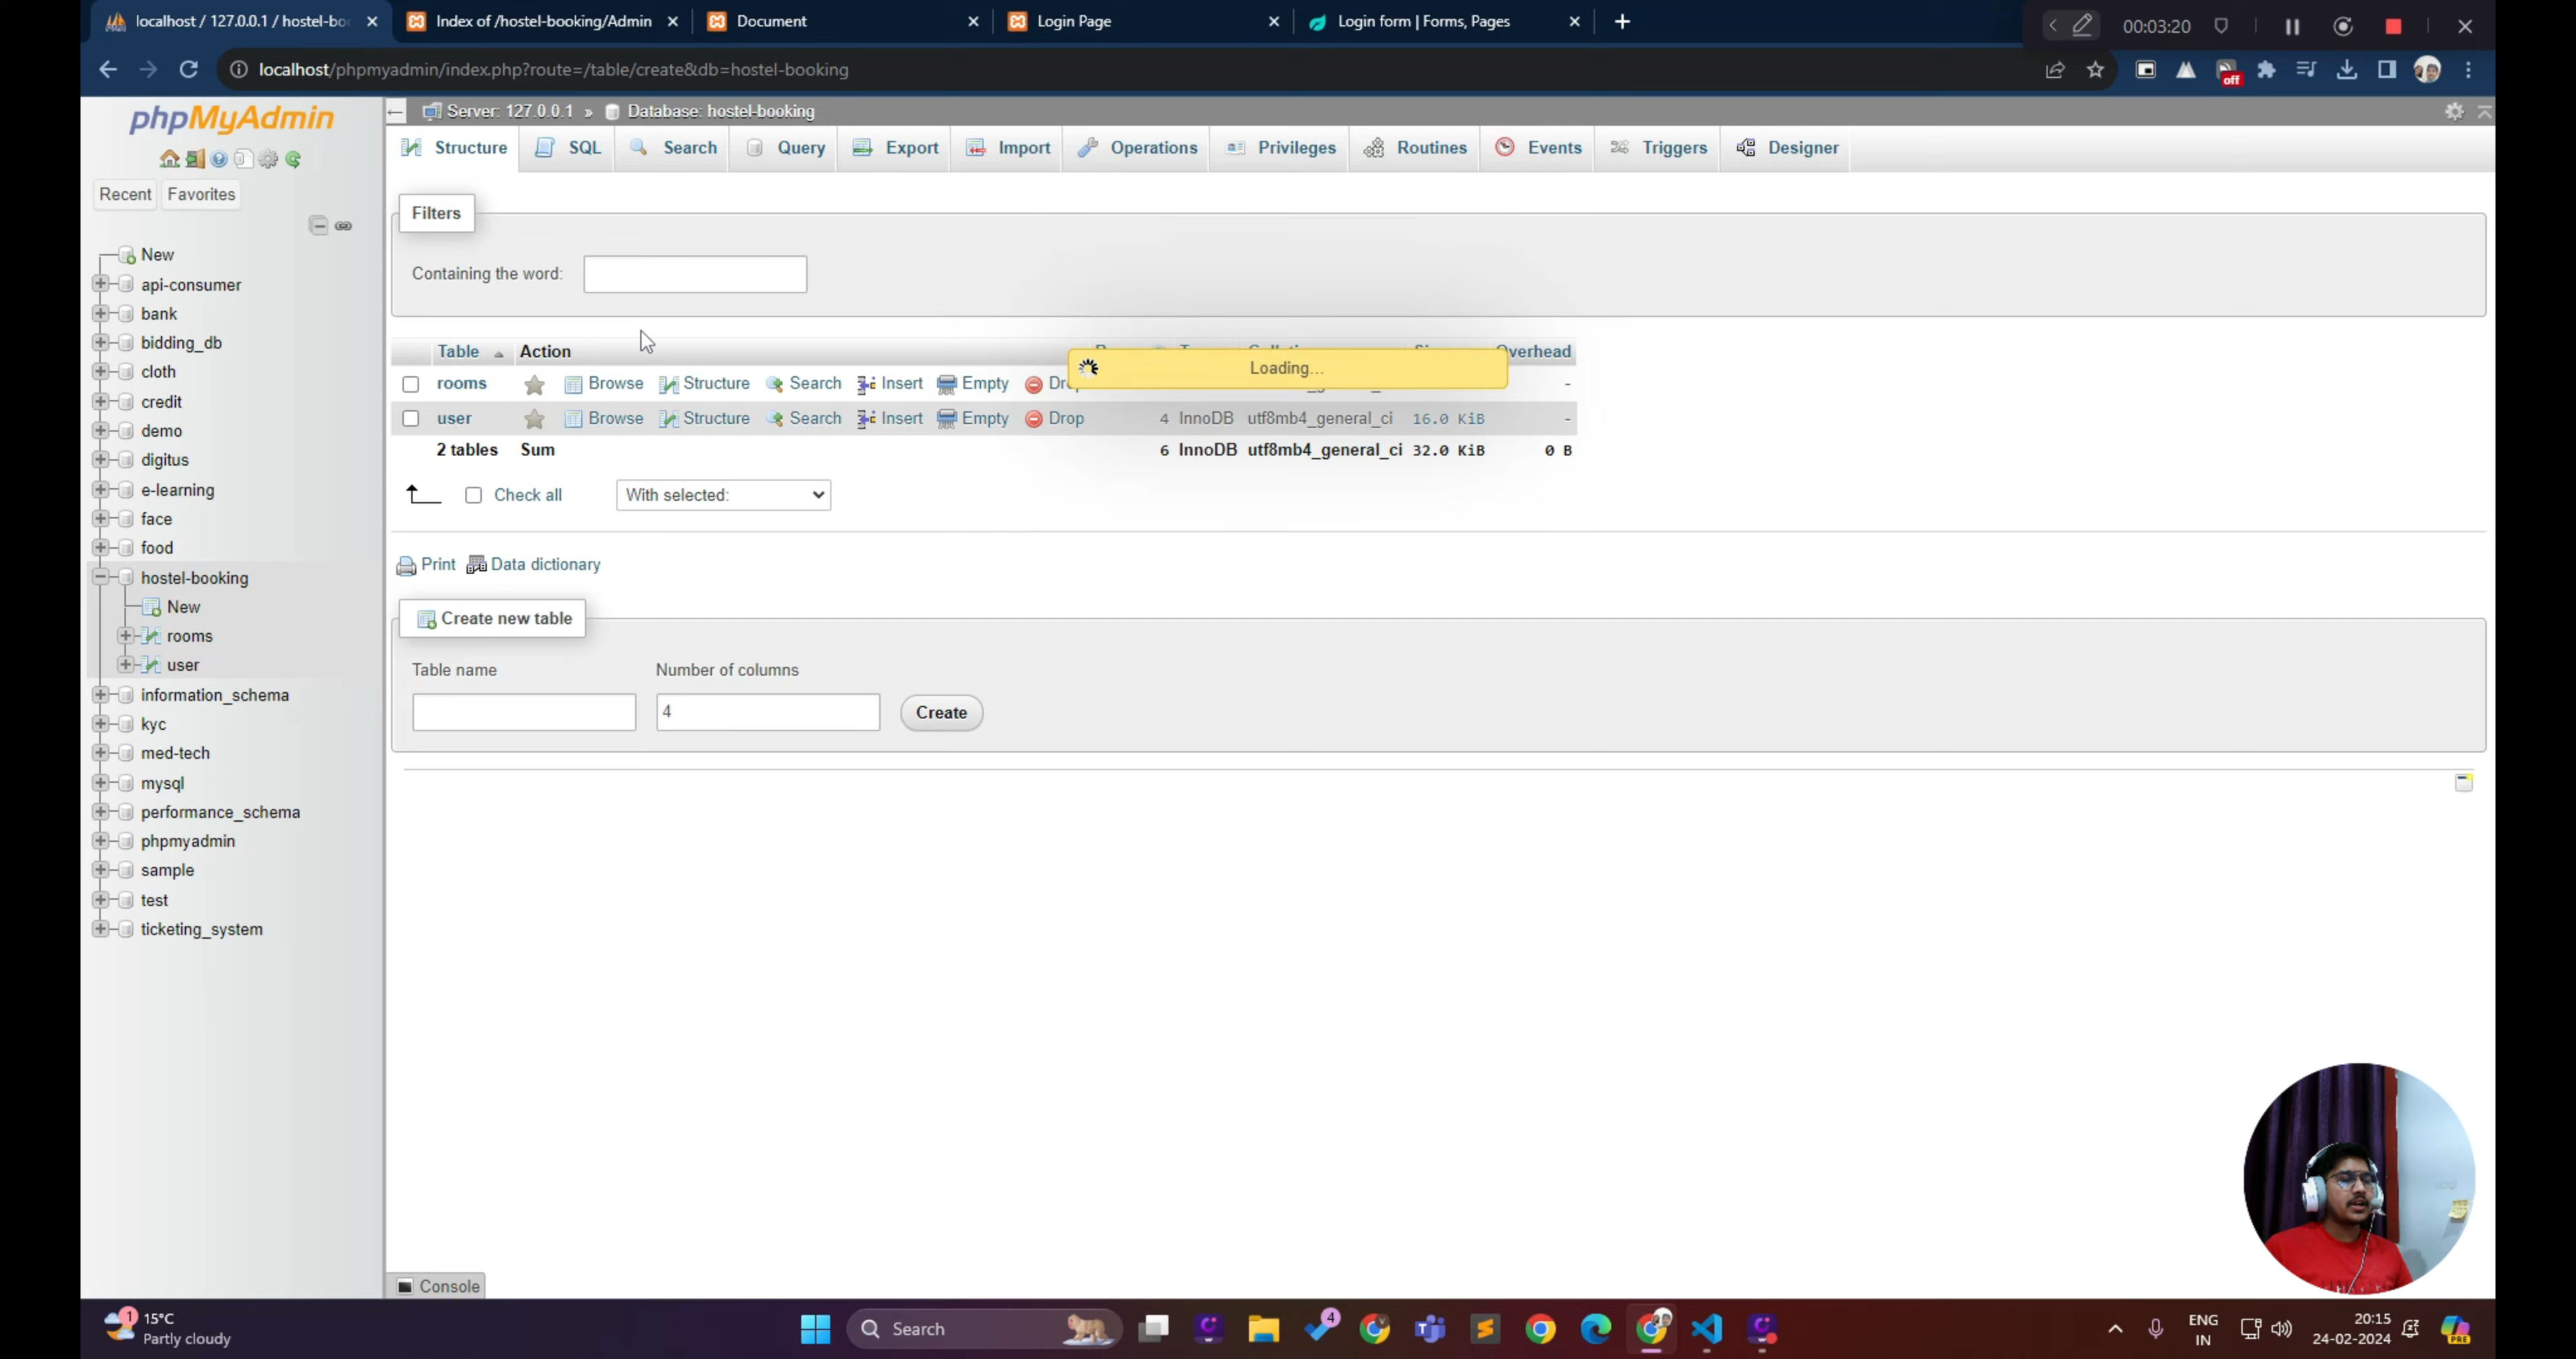 localhost / 127.0.0.1 / hostel-boo
Index of /hostel-booking/Admin
Document
Login Page
Login form | Forms, Pages
00:03:20
localhost/phpmyadmin/index.php?route=/table/create&db=hostel-booking
off
phpMyAdmin
Server: 127.0.0.1 » Database: hostel-booking
Structure SQL Search Query Export Import Operations Privileges Routines Events Triggers Designer
Recent Favorites
Filters
Containing the word:
New
api-consumer
bank
bidding_db
cloth
credit
demo
digitus
e-learning
face
food
hostel-booking
New
rooms
user
information_schema
kyc
med-tech
mysql
performance_schema
phpmyadmin
sample
test
ticketing_system
Table Action Overhead
Loading...
rooms Browse Structure Search Insert Empty -
user Browse Structure Search Insert Empty Drop 4 InnoDB utf8mb4_general_ci 16.0 KiB -
2 tables Sum 6 InnoDB utf8mb4_general_ci 32.0 KiB 0 B
Check all With selected:
Print Data dictionary
Create new table
Table name Number of columns
4 Create
Console
1
15°C
Partly cloudy
Search
4
ENG
IN
20:15
24-02-2024
PRE